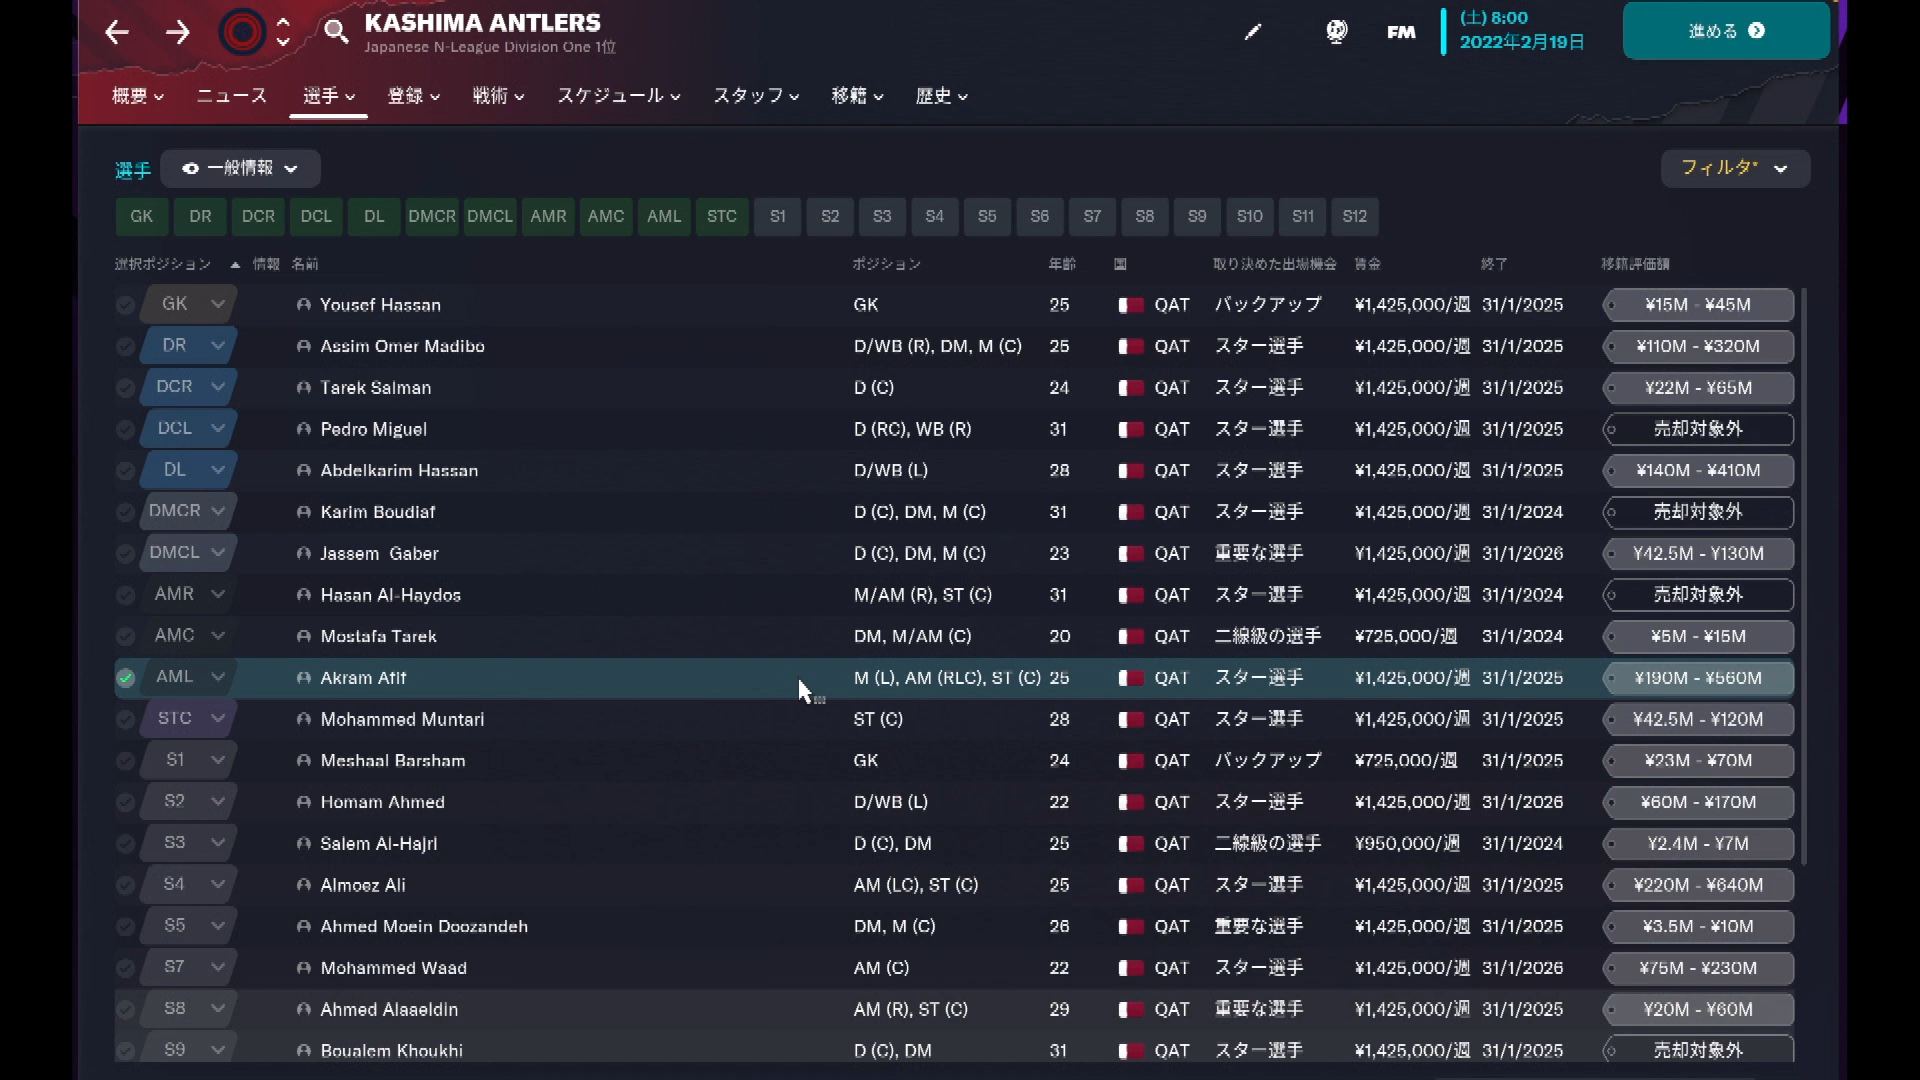 KASHIMA ANTLERS
Japanese N-League Division One 1位
FM
(土) 8:00
2022年2月19日
進める
概要 ニュース 選手 登録 戦術 スケジュール スタッフ 移籍 歴史
選手 一般情報 フィルタ*
GK DR DCR DCL DL DMCR DMCL AMR AMC AML STC S1 S2 S3 S4 S5 S6 S7 S8 S9 S10 S11 S12
選択ポジション 情報 名前 ポジション 年齢 国 取り決めた出場機会 賃金 終了 移籍評価額
GK Yousef Hassan GK 25 QAT バックアップ ¥1,425,000/週 31/1/2025 ¥15M - ¥45M
DR Assim Omer Madibo D/WB (R), DM, M (C) 25 QAT スター選手 ¥1,425,000/週 31/1/2025 ¥110M - ¥320M
DCR Tarek Salman D (C) 24 QAT スター選手 ¥1,425,000/週 31/1/2025 ¥22M - ¥65M
DCL Pedro Miguel D (RC), WB (R) 31 QAT スター選手 ¥1,425,000/週 31/1/2025 売却対象外
DL Abdelkarim Hassan D/WB (L) 28 QAT スター選手 ¥1,425,000/週 31/1/2025 ¥140M - ¥410M
DMCR Karim Boudiaf D (C), DM, M (C) 31 QAT スター選手 ¥1,425,000/週 31/1/2024 売却対象外
DMCL Jassem Gaber D (C), DM, M (C) 23 QAT 重要な選手 ¥1,425,000/週 31/1/2026 ¥42.5M - ¥130M
AMR Hasan Al-Haydos M/AM (R), ST (C) 31 QAT スター選手 ¥1,425,000/週 31/1/2024 売却対象外
AMC Mostafa Tarek DM, M/AM (C) 20 QAT 二線級の選手 ¥725,000/週 31/1/2024 ¥5M - ¥15M
AML Akram Afif M (L), AM (RLC), ST (C) 25 QAT スター選手 ¥1,425,000/週 31/1/2025 ¥190M - ¥560M
STC Mohammed Muntari ST (C) 28 QAT スター選手 ¥1,425,000/週 31/1/2025 ¥42.5M - ¥120M
S1 Meshaal Barsham GK 24 QAT バックアップ ¥725,000/週 31/1/2025 ¥23M - ¥70M
S2 Homam Ahmed D/WB (L) 22 QAT スター選手 ¥1,425,000/週 31/1/2026 ¥60M - ¥170M
S3 Salem Al-Hajri D (C), DM 25 QAT 二線級の選手 ¥950,000/週 31/1/2024 ¥2.4M - ¥7M
S4 Almoez Ali AM (LC), ST (C) 25 QAT スター選手 ¥1,425,000/週 31/1/2025 ¥220M - ¥640M
S5 Ahmed Moein Doozandeh DM, M (C) 26 QAT 重要な選手 ¥1,425,000/週 31/1/2025 ¥3.5M - ¥10M
S7 Mohammed Waad AM (C) 22 QAT スター選手 ¥1,425,000/週 31/1/2026 ¥75M - ¥230M
S8 Ahmed Alaaeldin AM (R), ST (C) 29 QAT 重要な選手 ¥1,425,000/週 31/1/2025 ¥20M - ¥60M
S9 Boualem Khoukhi D (C), DM 31 QAT スター選手 ¥1,425,000/週 31/1/2025 売却対象外